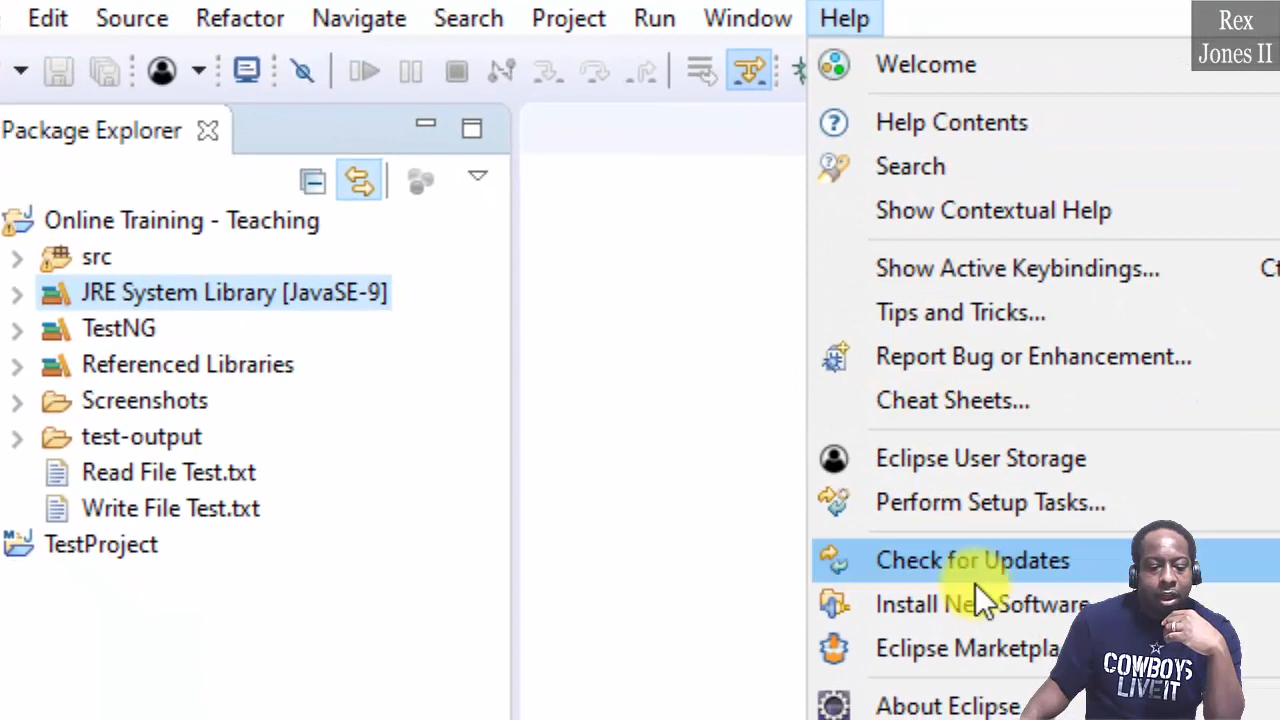 Edit Source Refactor Navigate Search Project Run Window Help
Rex
Jones II
Package Explorer
Online Training - Teaching
src
JRE System Library [JavaSE-9]
TestNG
Referenced Libraries
Screenshots
test-output
Read File Test.txt
Write File Test.txt
TestProject
Welcome
Help Contents
Search
Show Contextual Help
Show Active Keybindings... Ct
Tips and Tricks...
Report Bug or Enhancement...
Cheat Sheets...
Eclipse User Storage
Perform Setup Tasks...
Check for Updates
Install New Software
Eclipse Marketpla
About Eclipse
COWBOYS
LIVE IT